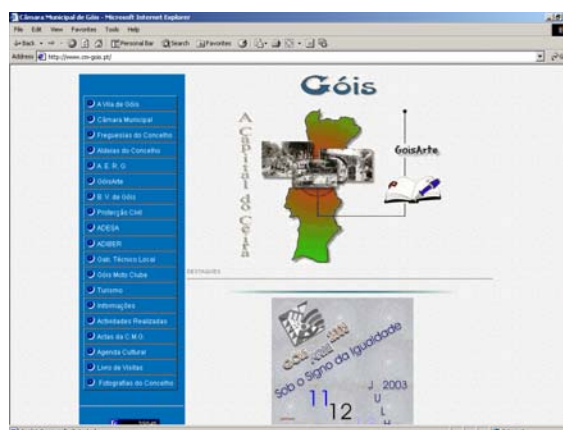 Câmara Municipal de Góis - Microsoft Internet Explorer
File Edit View Favorites Tools Help
Back Personal Bar Search Favorites
Address http://www.cm-gois.pt/
A Vila de Góis
Câmara Municipal
Freguesias do Concelho
Aldeias do Concelho
A. E. R. G
GóisArte
B. V. de Góis
Protecção Civil
ADESA
ADIBER
Gab. Técnico Local
Góis Moto Clube
Turismo
Informações
Actividades Realizadas
Actas da C.M.G
Agenda Cultural
Livro de Visitas
Fotografias do Concelho
Góis
A Capital do Ceira
GoisArte
DESTAQUES
Sob o Signo da Igualdade
11
12
J 2003
U
L